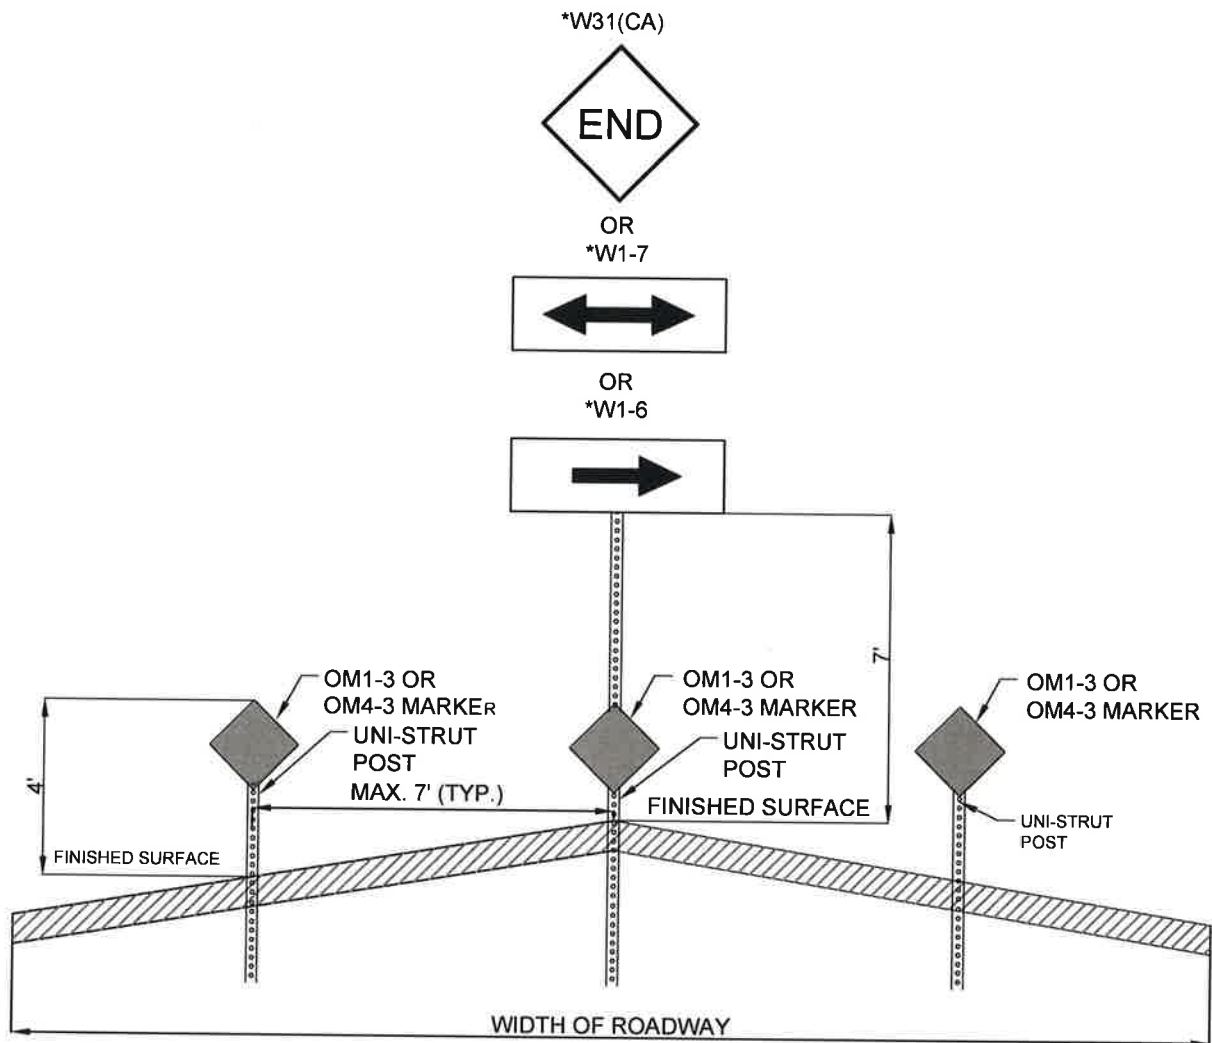 *W31(CA)
END
OR
*W1-7
OR
*W1-6
7'
OM1-3 OR
OM4-3 MARKER
UNI-STRUT
POST
MAX. 7' (TYP.)
4'
FINISHED SURFACE
OM1-3 OR
OM4-3 MARKER
UNI-STRUT
POST
FINISHED SURFACE
OM1-3 OR
OM4-3 MARKER
UNI-STRUT
POST
WIDTH OF ROADWAY